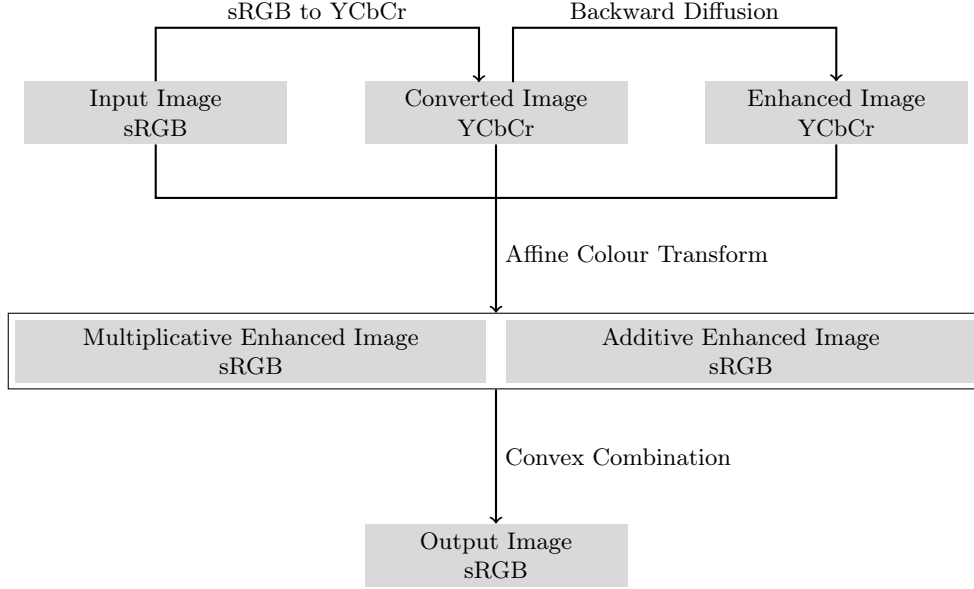 sRGB to YCbCr
Backward Diffusion
Input Image
sRGB
Converted Image
YCbCr
Enhanced Image
YCbCr
Affine Colour Transform
Multiplicative Enhanced Image
sRGB
Additive Enhanced Image
sRGB
Convex Combination
Output Image
sRGB